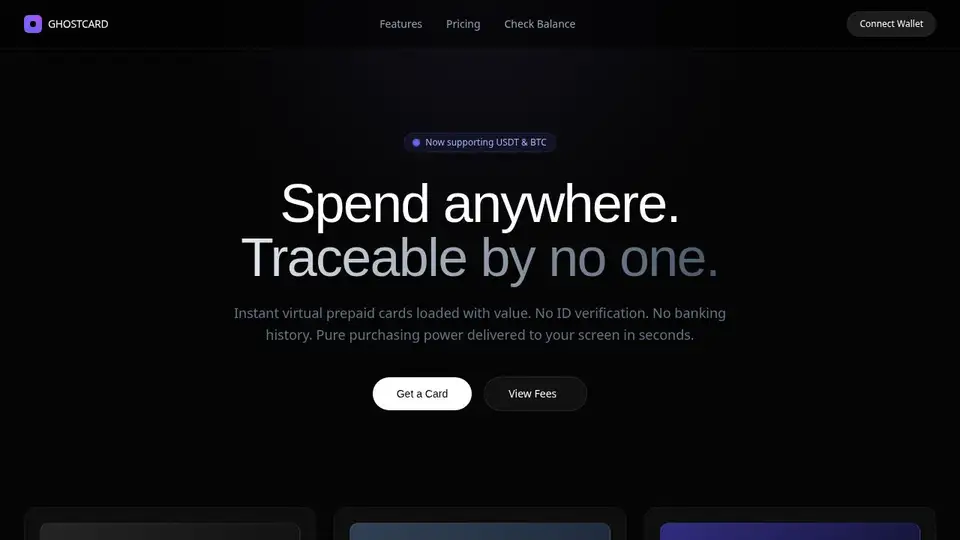 GHOSTCARD
Features
Pricing
Check Balance
Connect Wallet
Now supporting USDT & BTC
Spend anywhere.
Traceable by no one.
Instant virtual prepaid cards loaded with value. No ID verification. No banking
history. Pure purchasing power delivered to your screen in seconds.
Get a Card
View Fees